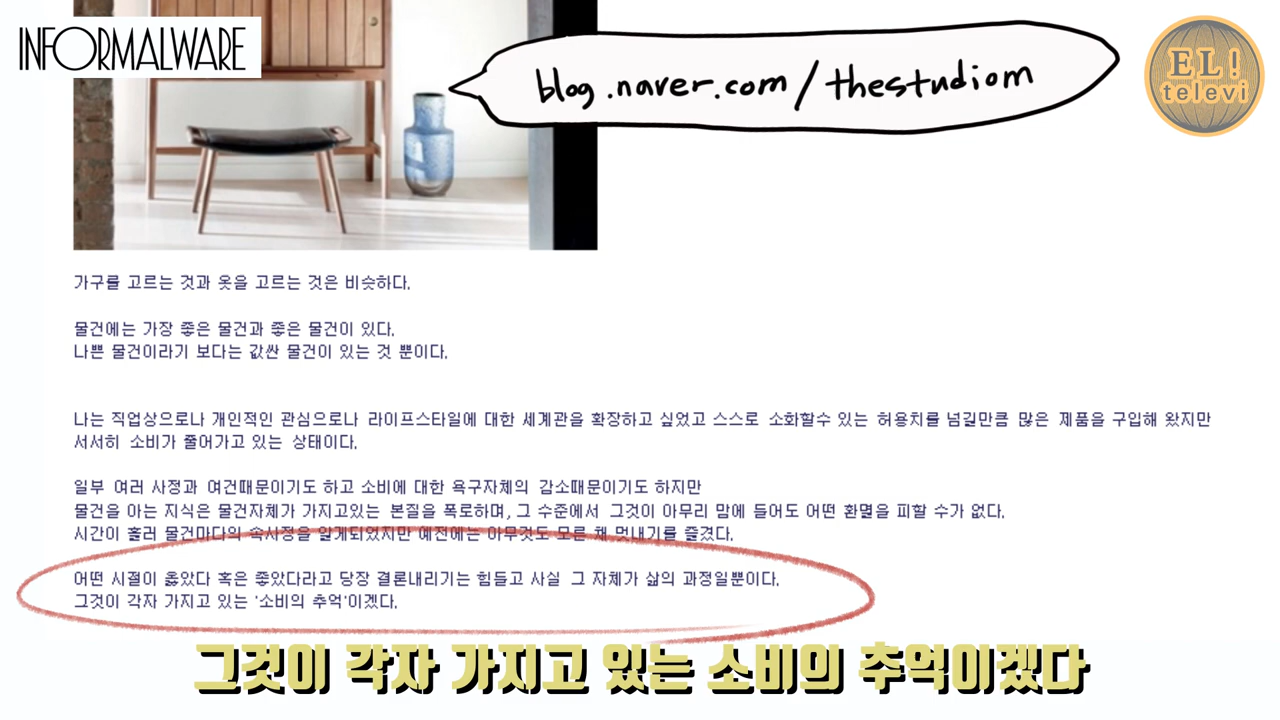 INFORMALWARE
blog.naver.com/thestudiom
EL!
televi
가구를 고르는 것과 옷을 고르는 것은 비슷하다.
물건에는 가장 좋은 물건과 좋은 물건이 있다.
나쁜 물건이라기 보다는 값싼 물건이 있는 것 뿐이다.
나는 직업상으로나 개인적인 관심으로나 라이프스타일에 대한 세계관을 확장하고 싶었고 스스로 소화할수 있는 허용치를 넘길만큼 많은 제품을 구입해 왔지만
서서히 소비가 줄어가고 있는 상태이다.
일부 여러 사정과 여건때문이기도 하고 소비에 대한 욕구자체의 감소때문이기도 하지만
물건을 아는 지식은 물건자체가 가지고있는 본질을 폭로하며, 그 수준에서 그것이 아무리 맘에 들어도 어떤 환멸을 피할 수가 없다.
시간이 흘러 물건마다의 속사정을 알게되었지만 예전에는 아무것도 모른 채 멋내기를 즐겼다.
어떤 시절이 옳았다 혹은 좋았다라고 당장 결론내리기는 힘들고 사실 그 자체가 삶의 과정일뿐이다.
그것이 각자 가지고 있는 '소비의 추억'이겠다.
그것이 각자 가지고 있는 소비의 추억이겠다